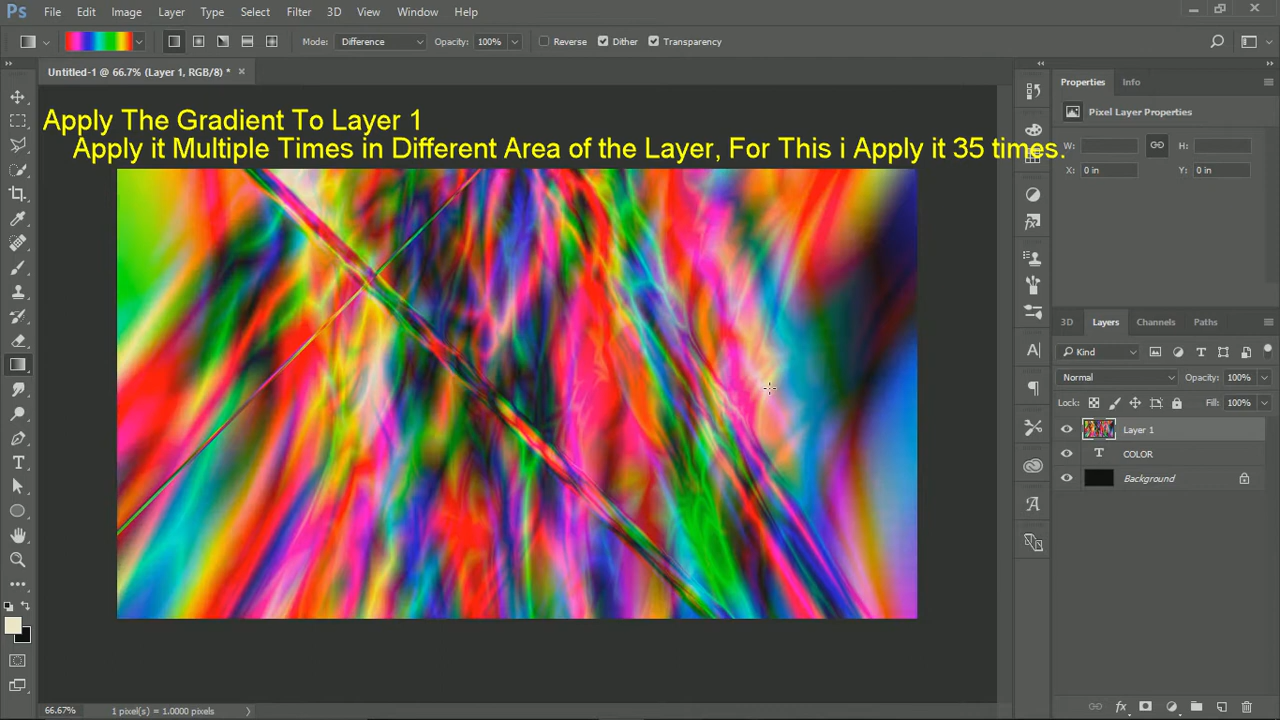 Ps File Edit Image Layer Type Select Filter 3D View Window Help
Mode: Difference Opacity: 100% Reverse Dither Transparency
Untitled-1 @ 66.7% (Layer 1, RGB/8) *
Apply The Gradient To Layer 1
Apply it Multiple Times in Different Area of the Layer, For This i Apply it 35 times.
Properties Info
Pixel Layer Properties
W: H:
X: 0 in Y: 0 in
3D Layers Channels Paths
Kind
Normal Opacity: 100%
Lock: Fill: 100%
Layer 1
COLOR
Background
66.67% 1 pixel(s) = 1.0000 pixels